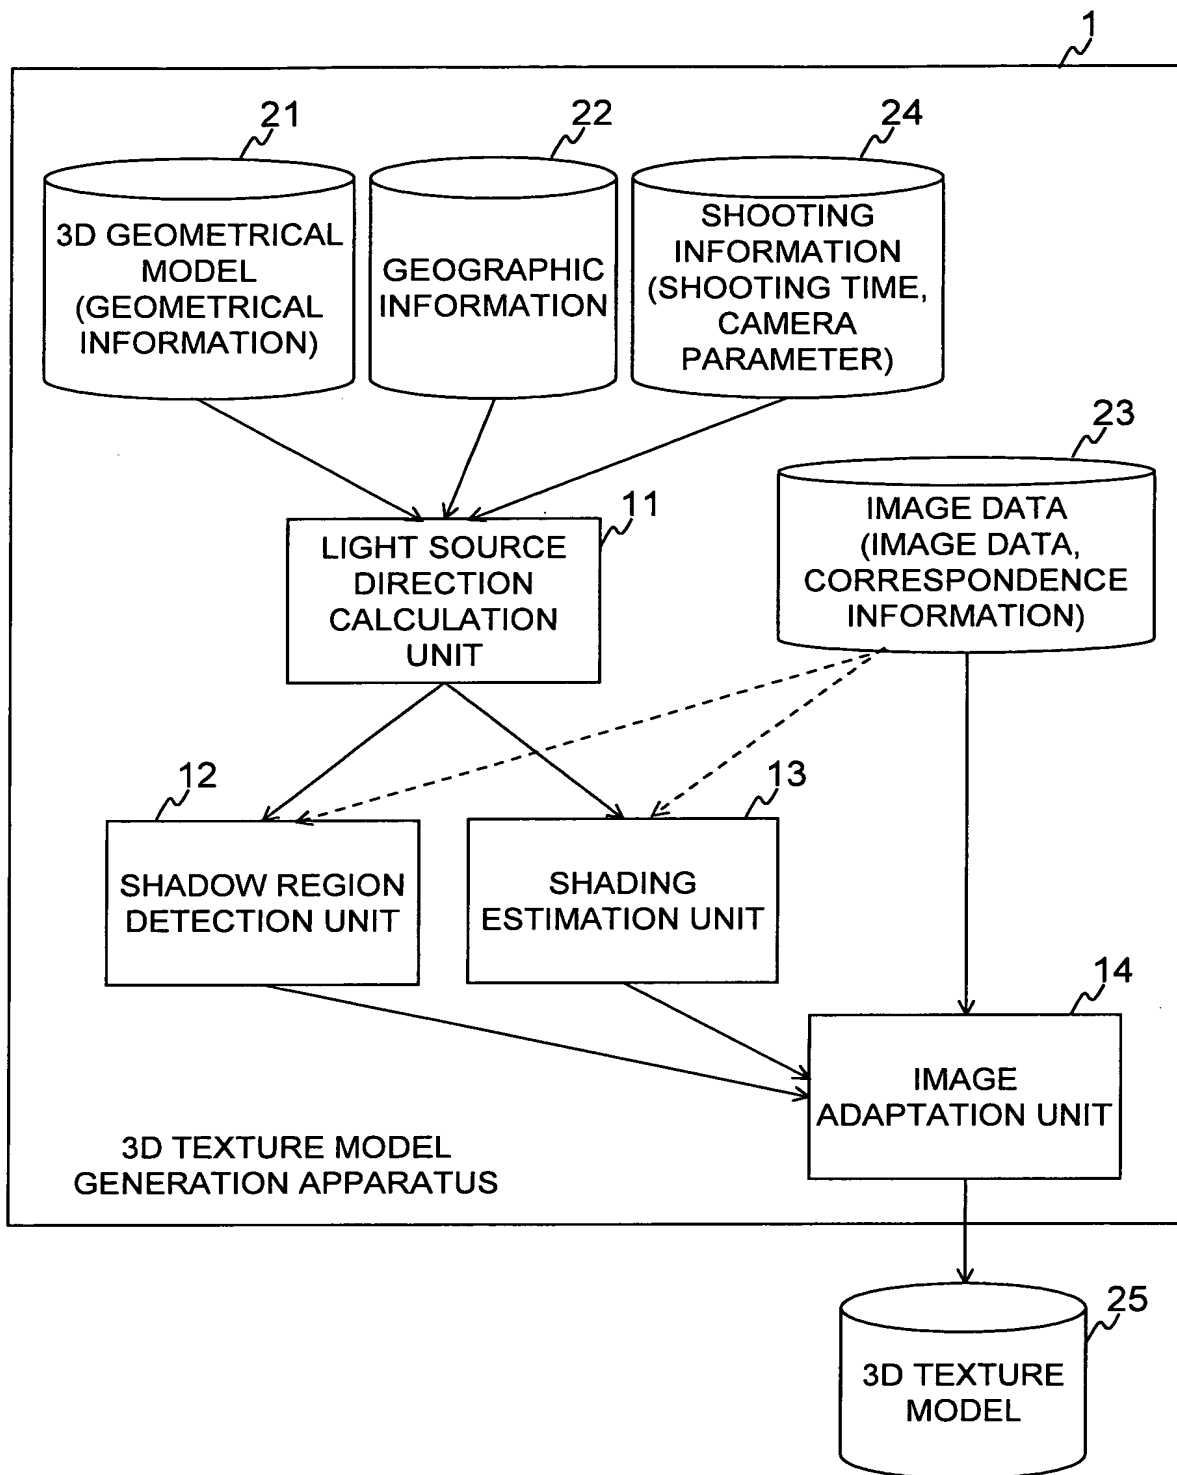 1
21
22
24
3D GEOMETRICAL
MODEL
(GEOMETRICAL
INFORMATION)
GEOGRAPHIC
INFORMATION
SHOOTING
INFORMATION
(SHOOTING TIME,
CAMERA
PARAMETER)
23
IMAGE DATA
(IMAGE DATA,
CORRESPONDENCE
INFORMATION)
11
LIGHT SOURCE
DIRECTION
CALCULATION
UNIT
12
SHADOW REGION
DETECTION UNIT
13
SHADING
ESTIMATION UNIT
14
IMAGE
ADAPTATION UNIT
3D TEXTURE MODEL
GENERATION APPARATUS
25
3D TEXTURE
MODEL